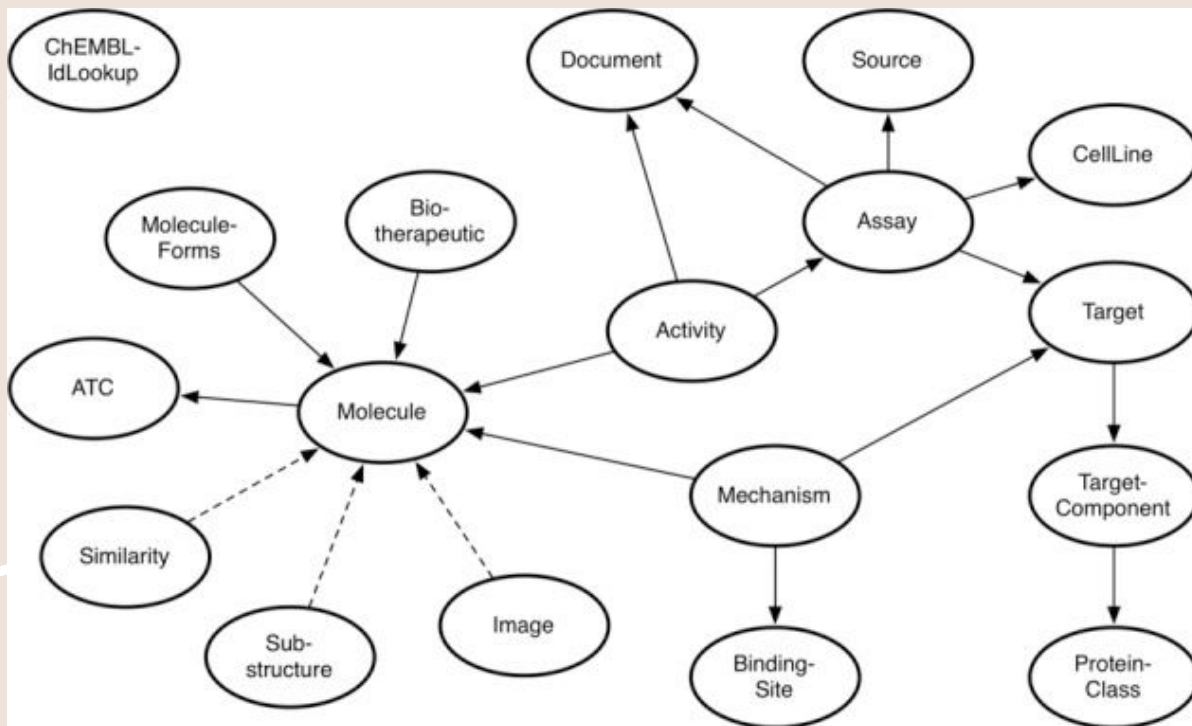 ChEMBL-
IdLookup
Document
Source
CellLine
Molecule-
Forms
Bio-
therapeutic
Assay
Activity
Target
ATC
Molecule
Mechanism
Target-
Component
Similarity
Sub-
structure
Image
Binding-
Site
Protein-
Class